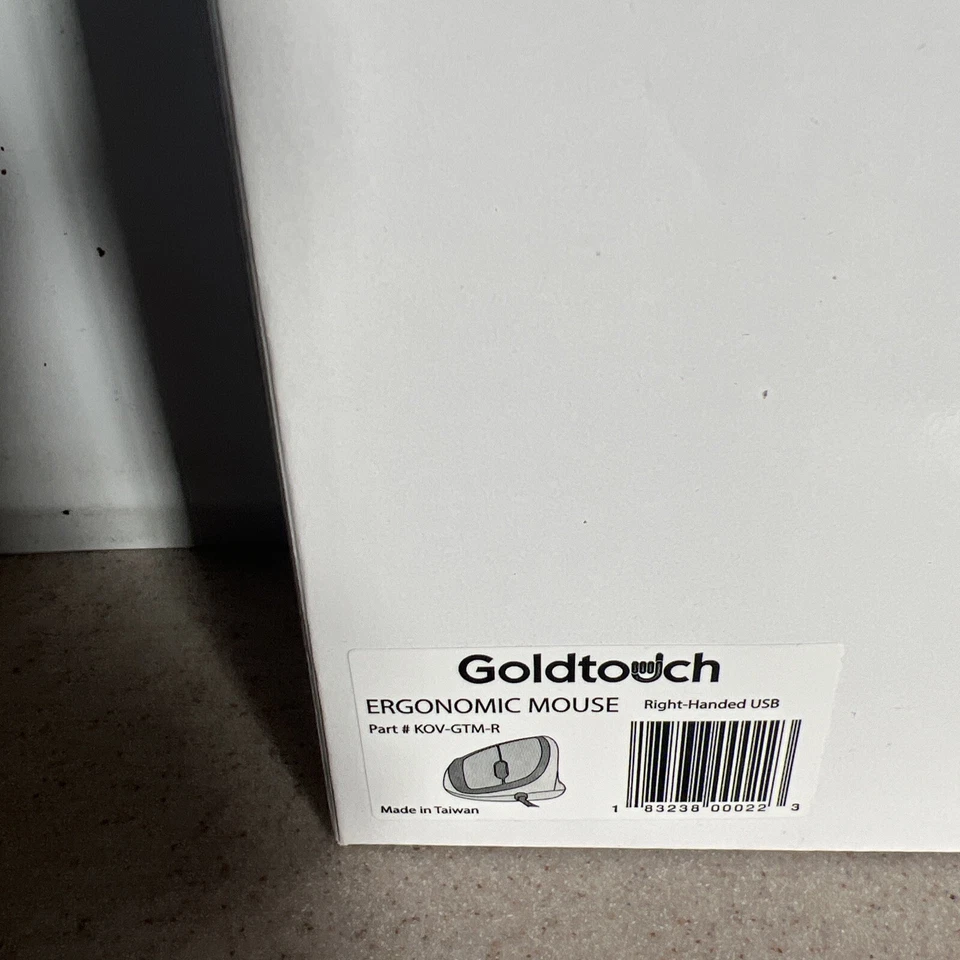 Goldtouch
ERGONOMIC MOUSE Right-Handed USB
Part # KOV-GTM-R
Made in Taiwan
1 83238 00022 3